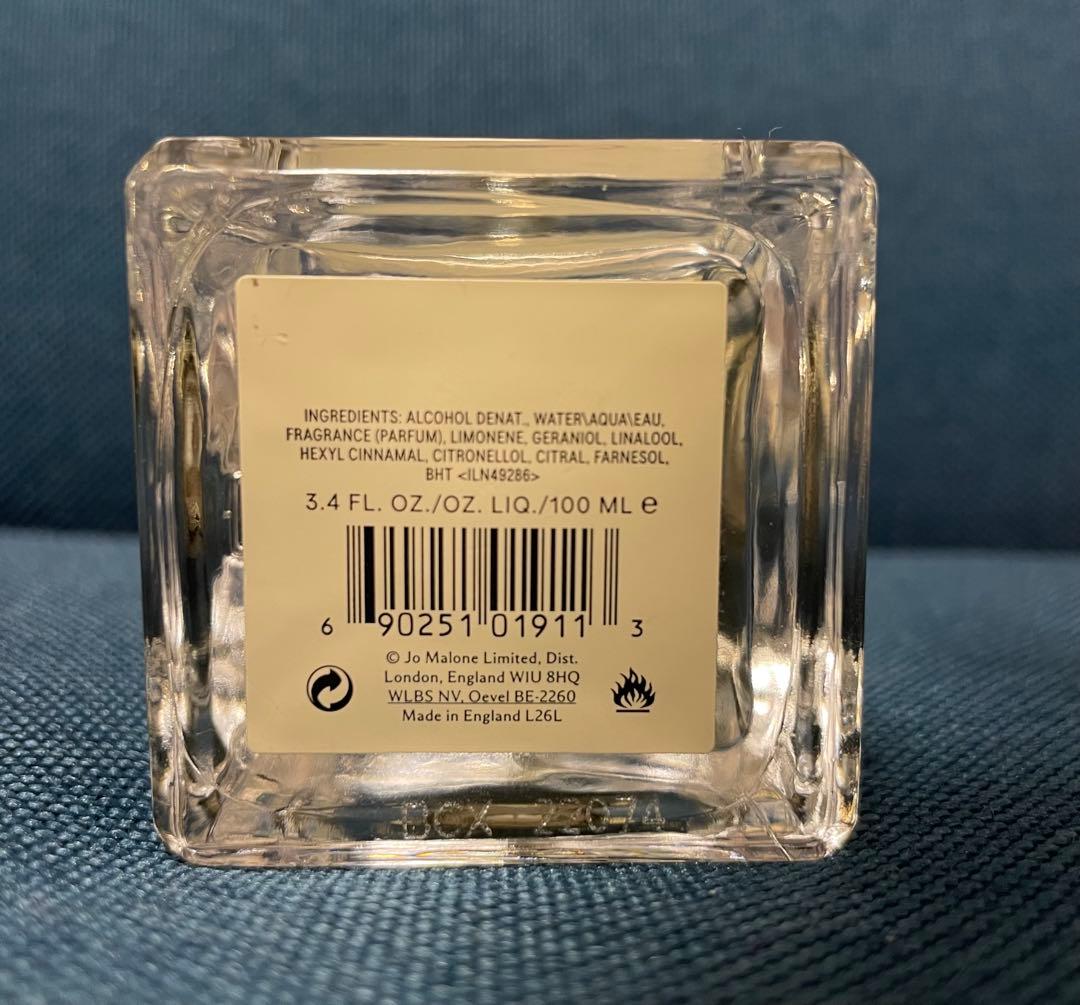 INGREDIENTS: ALCOHOL DENAT., WATER\AQUA\EAU,
FRAGRANCE (PARFUM), LIMONENE, GERANIOL, LINALOOL,
HEXYL CINNAMAL, CITRONELLOL, CITRAL, FARNESOL,
BHT <ILN49286>
3.4 FL. OZ./OZ. LIQ./100 ML e
6 90251 01911 3
© Jo Malone Limited, Dist.
London, England W1U 8HQ
WLBS NV, Oevel BE-2260
Made in England L26L